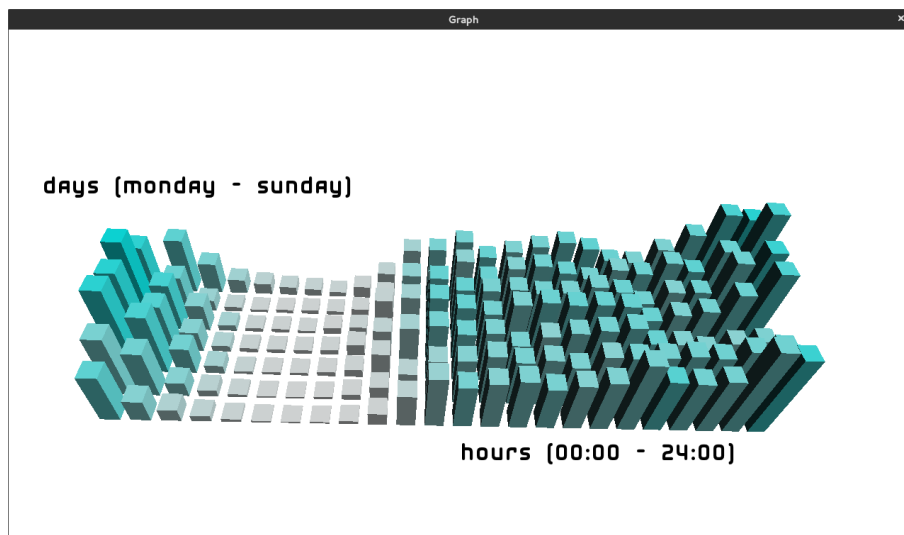 Graph
×
days (monday - sunday)
hours (00:00 - 24:00)